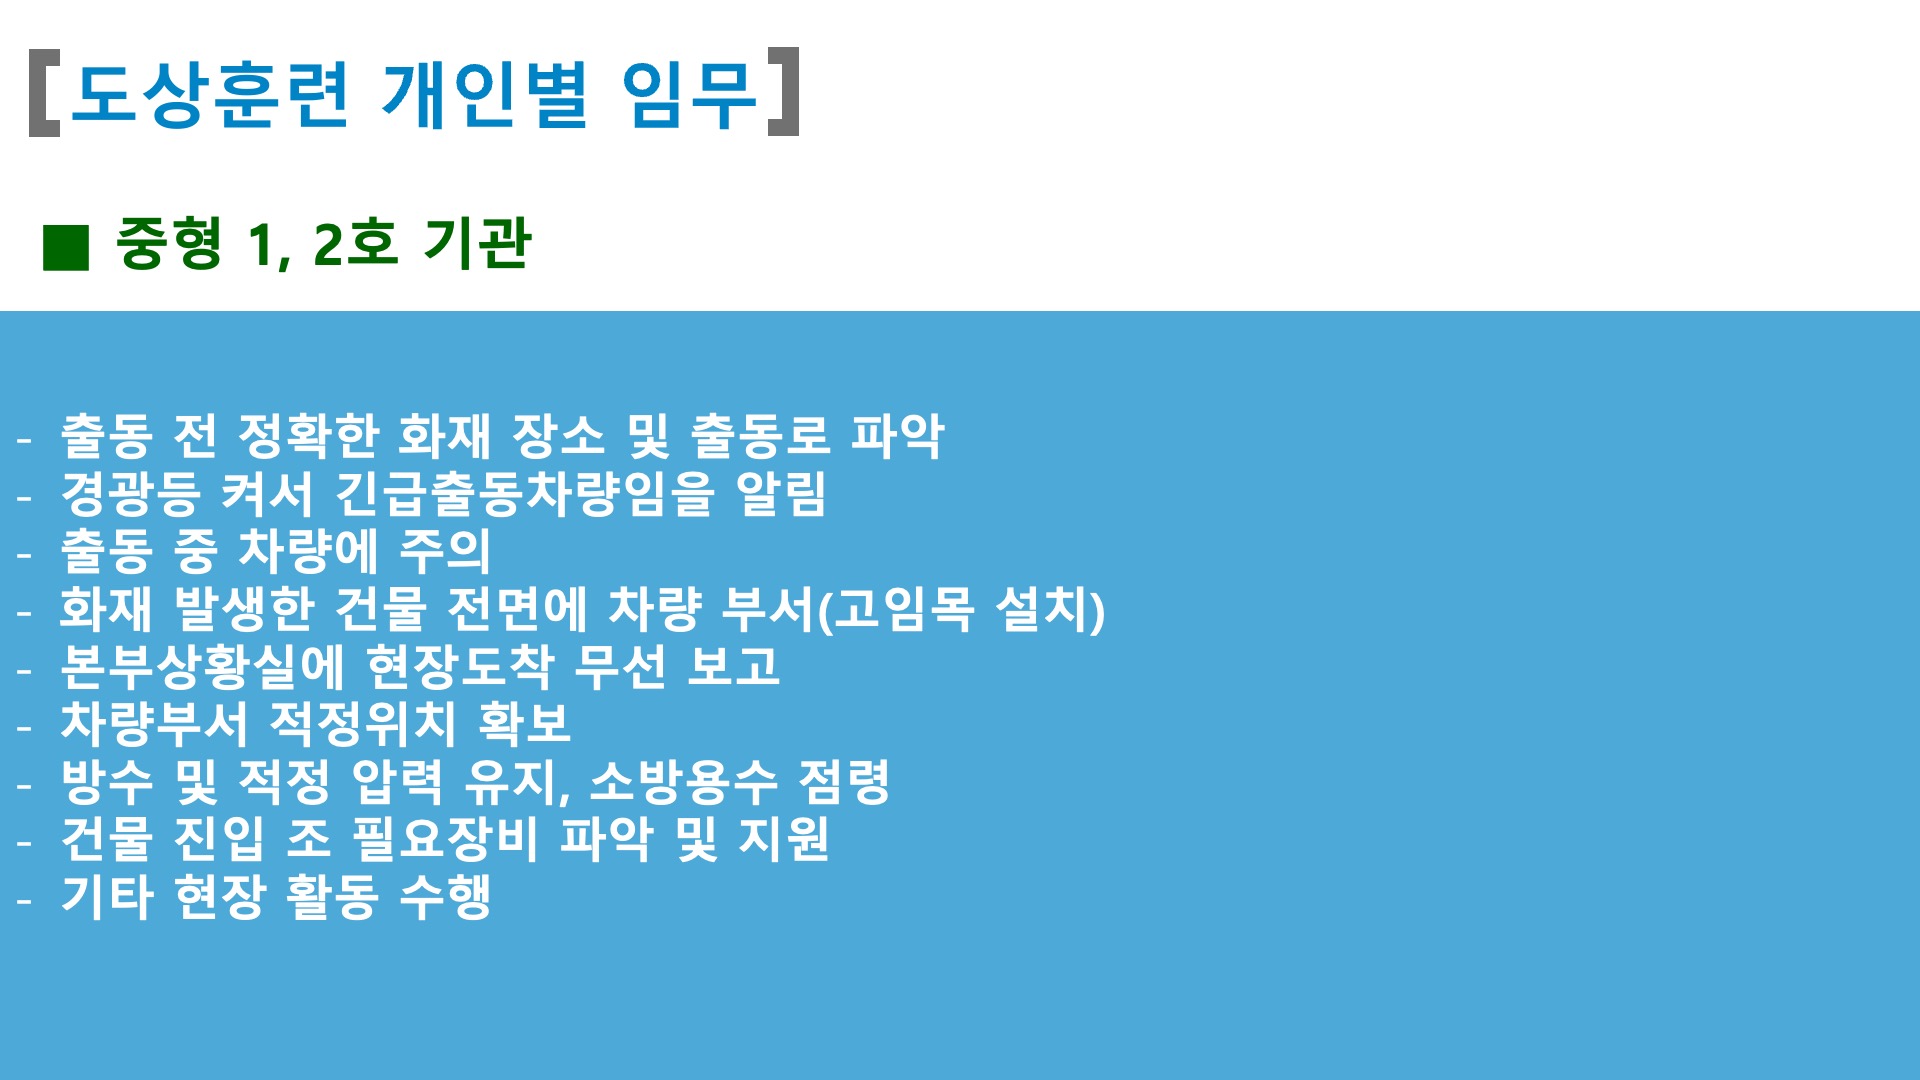 [도상훈련 개인별 임무]
■ 중형 1, 2호 기관
- 출동 전 정확한 화재 장소 및 출동로 파악
- 경광등 켜서 긴급출동차량임을 알림
- 출동 중 차량에 주의
- 화재 발생한 건물 전면에 차량 부서(고임목 설치)
- 본부상황실에 현장도착 무선 보고
- 차량부서 적정위치 확보
- 방수 및 적정 압력 유지, 소방용수 점령
- 건물 진입 조 필요장비 파악 및 지원
- 기타 현장 활동 수행